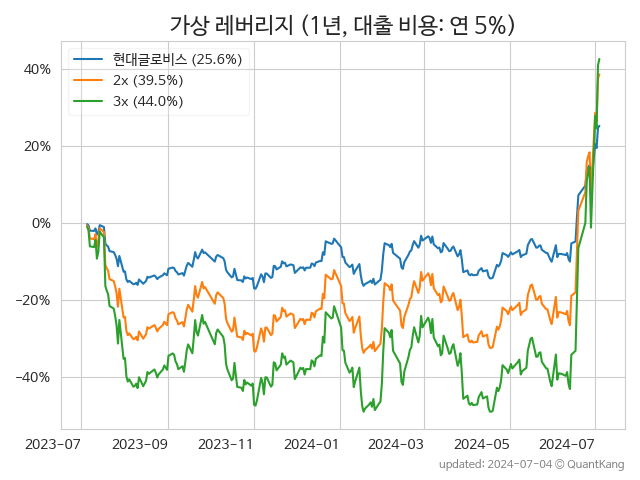 가상 레버리지 (1년, 대출 비용: 연 5%)
현대글로비스 (25.6%)
2x (39.5%)
3x (44.0%)
40%
20%
0%
−20%
−40%
2023-07 2023-09 2023-11 2024-01 2024-03 2024-05 2024-07
updated: 2024-07-04 © QuantKang